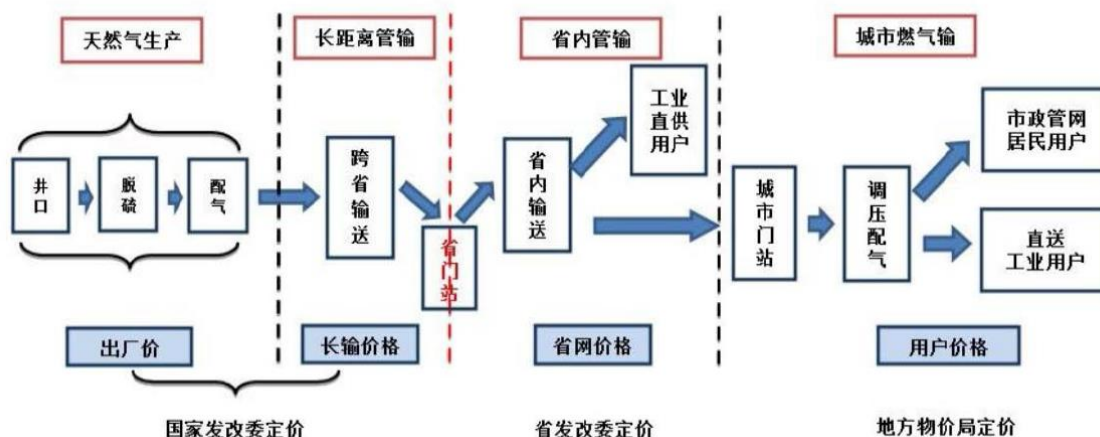 天然气生产
长距离管输
省内管输
城市燃气输
井口
脱硫
配气
跨省输送
省门站
省内输送
工业
直供
用户
城市门站
调压配气
市政管网
居民用户
直送
工业用户
出厂价
长输价格
省网价格
用户价格
国家发改委定价
省发改委定价
地方物价局定价